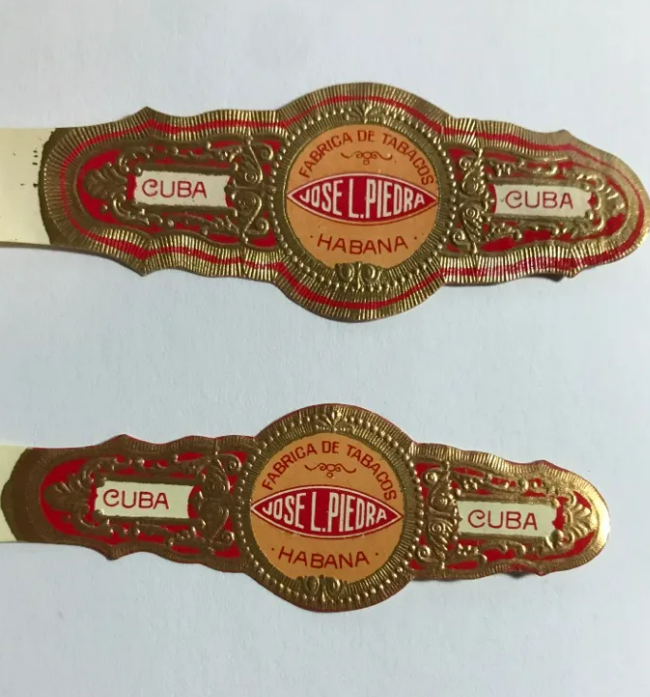 CUBA
FABRICA DE TABACOS
JOSE L. PIEDRA
· HABANA ·
CUBA
CUBA
FABRICA DE TABACOS
JOSE L. PIEDRA
· HABANA ·
CUBA